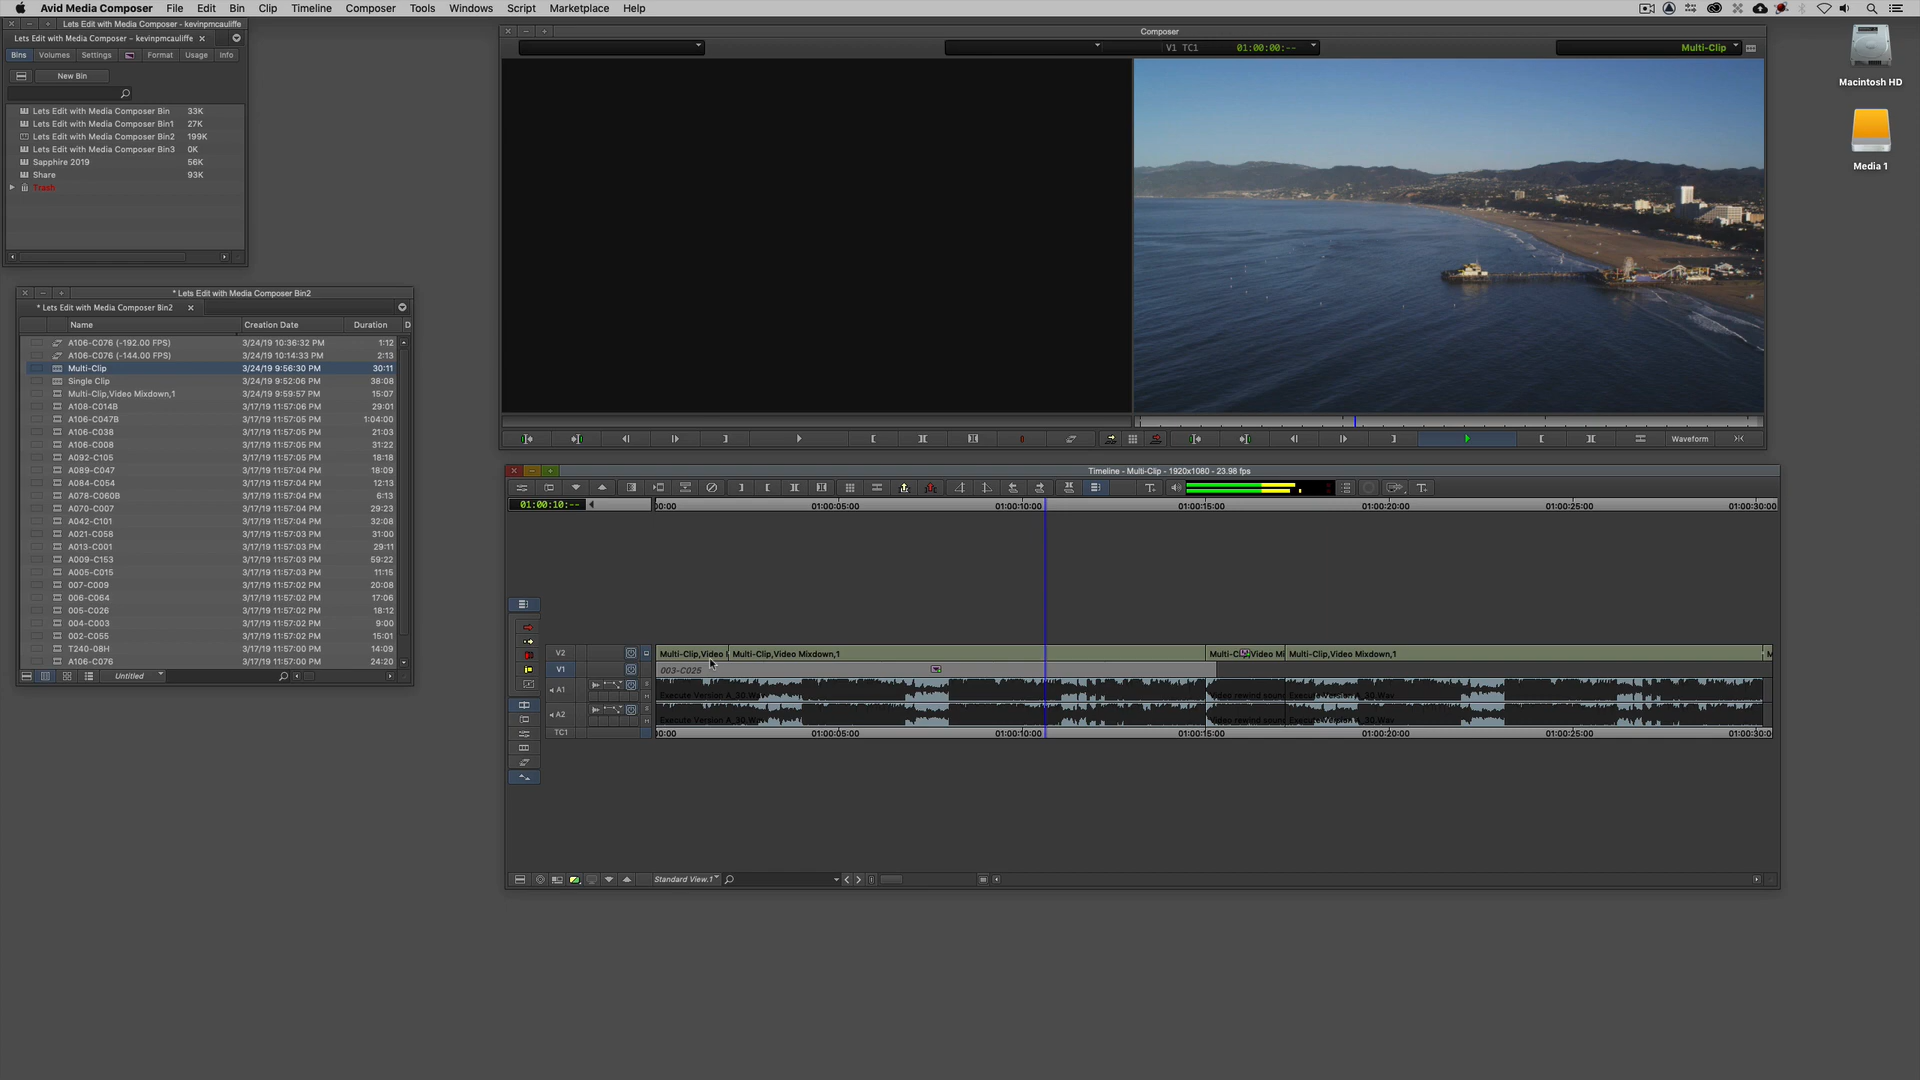 Avid Media Composer File Edit Bin Clip Timeline Composer Tools Windows Script Marketplace Help
Lets Edit with Media Composer - kevinpmcauliffe
Lets Edit with Media Composer - kevinpmcauliffe
Bins Volumes Settings Format Usage Info
New Bin
Lets Edit with Media Composer Bin 33K
Lets Edit with Media Composer Bin1 27K
Lets Edit with Media Composer Bin2 199K
Lets Edit with Media Composer Bin3 0K
Sapphire 2019 56K
Share 93K
Trash
Composer
V1 TC1 01:00:00:--
Multi-Clip
Macintosh HD
Media 1
* Lets Edit with Media Composer Bin2
* Lets Edit with Media Composer Bin2
Name Creation Date Duration D
A106-C076 (-192.00 FPS) 3/24/19 10:36:32 PM 1:12
A106-C076 (-144.00 FPS) 3/24/19 10:14:33 PM 2:13
Multi-Clip 3/24/19 9:56:30 PM 30:11
Single Clip 3/24/19 9:52:06 PM 38:08
Multi-Clip,Video Mixdown,1 3/24/19 9:59:57 PM 15:07
A108-C014B 3/17/19 11:57:06 PM 29:01
A106-C047B 3/17/19 11:57:05 PM 1:04:00
A106-C038 3/17/19 11:57:05 PM 21:03
A106-C008 3/17/19 11:57:05 PM 31:22
A092-C105 3/17/19 11:57:05 PM 18:18
A089-C047 3/17/19 11:57:04 PM 18:09
A084-C054 3/17/19 11:57:04 PM 12:13
A078-C060B 3/17/19 11:57:04 PM 6:13
A070-C007 3/17/19 11:57:04 PM 29:23
A042-C101 3/17/19 11:57:04 PM 32:08
A021-C058 3/17/19 11:57:03 PM 31:00
A013-C001 3/17/19 11:57:03 PM 29:11
A009-C153 3/17/19 11:57:03 PM 59:22
A005-C015 3/17/19 11:57:03 PM 11:15
007-C009 3/17/19 11:57:02 PM 20:08
006-C064 3/17/19 11:57:02 PM 17:06
005-C026 3/17/19 11:57:02 PM 18:12
004-C003 3/17/19 11:57:02 PM 9:00
002-C055 3/17/19 11:57:02 PM 15:01
T240-08H 3/17/19 11:57:00 PM 14:09
A106-C076 3/17/19 11:57:00 PM 24:20
Untitled
Waveform
Timeline - Multi-Clip - 1920x1080 - 23.98 fps
01:00:10:--
00:00 01:00:05:00 01:00:10:00 01:00:15:00 01:00:20:00 01:00:25:00 01:00:30:00
V2 Multi-Clip,Video Multi-Clip,Video Mixdown,1 Multi-Clip,Video Mi Multi-Clip,Video Mixdown,1 M
V1 003-C025
A1 Execute Version A_30.Wav Video rewind soun Execute Version A_30.Wav
A2 Execute Version A_30.Wav Video rewind soun Execute Version A_30.Wav
TC1 00:00 01:00:05:00 01:00:10:00 01:00:15:00 01:00:20:00 01:00:25:00 01:00:30:0
Standard View.1